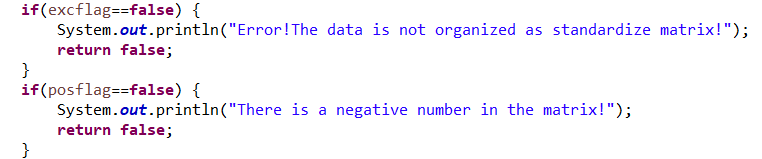 if(excflag==false) {
    System.out.println("Error!The data is not organized as standardize matrix!");
    return false;
}
if(posflag==false) {
    System.out.println("There is a negative number in the matrix!");
    return false;
}